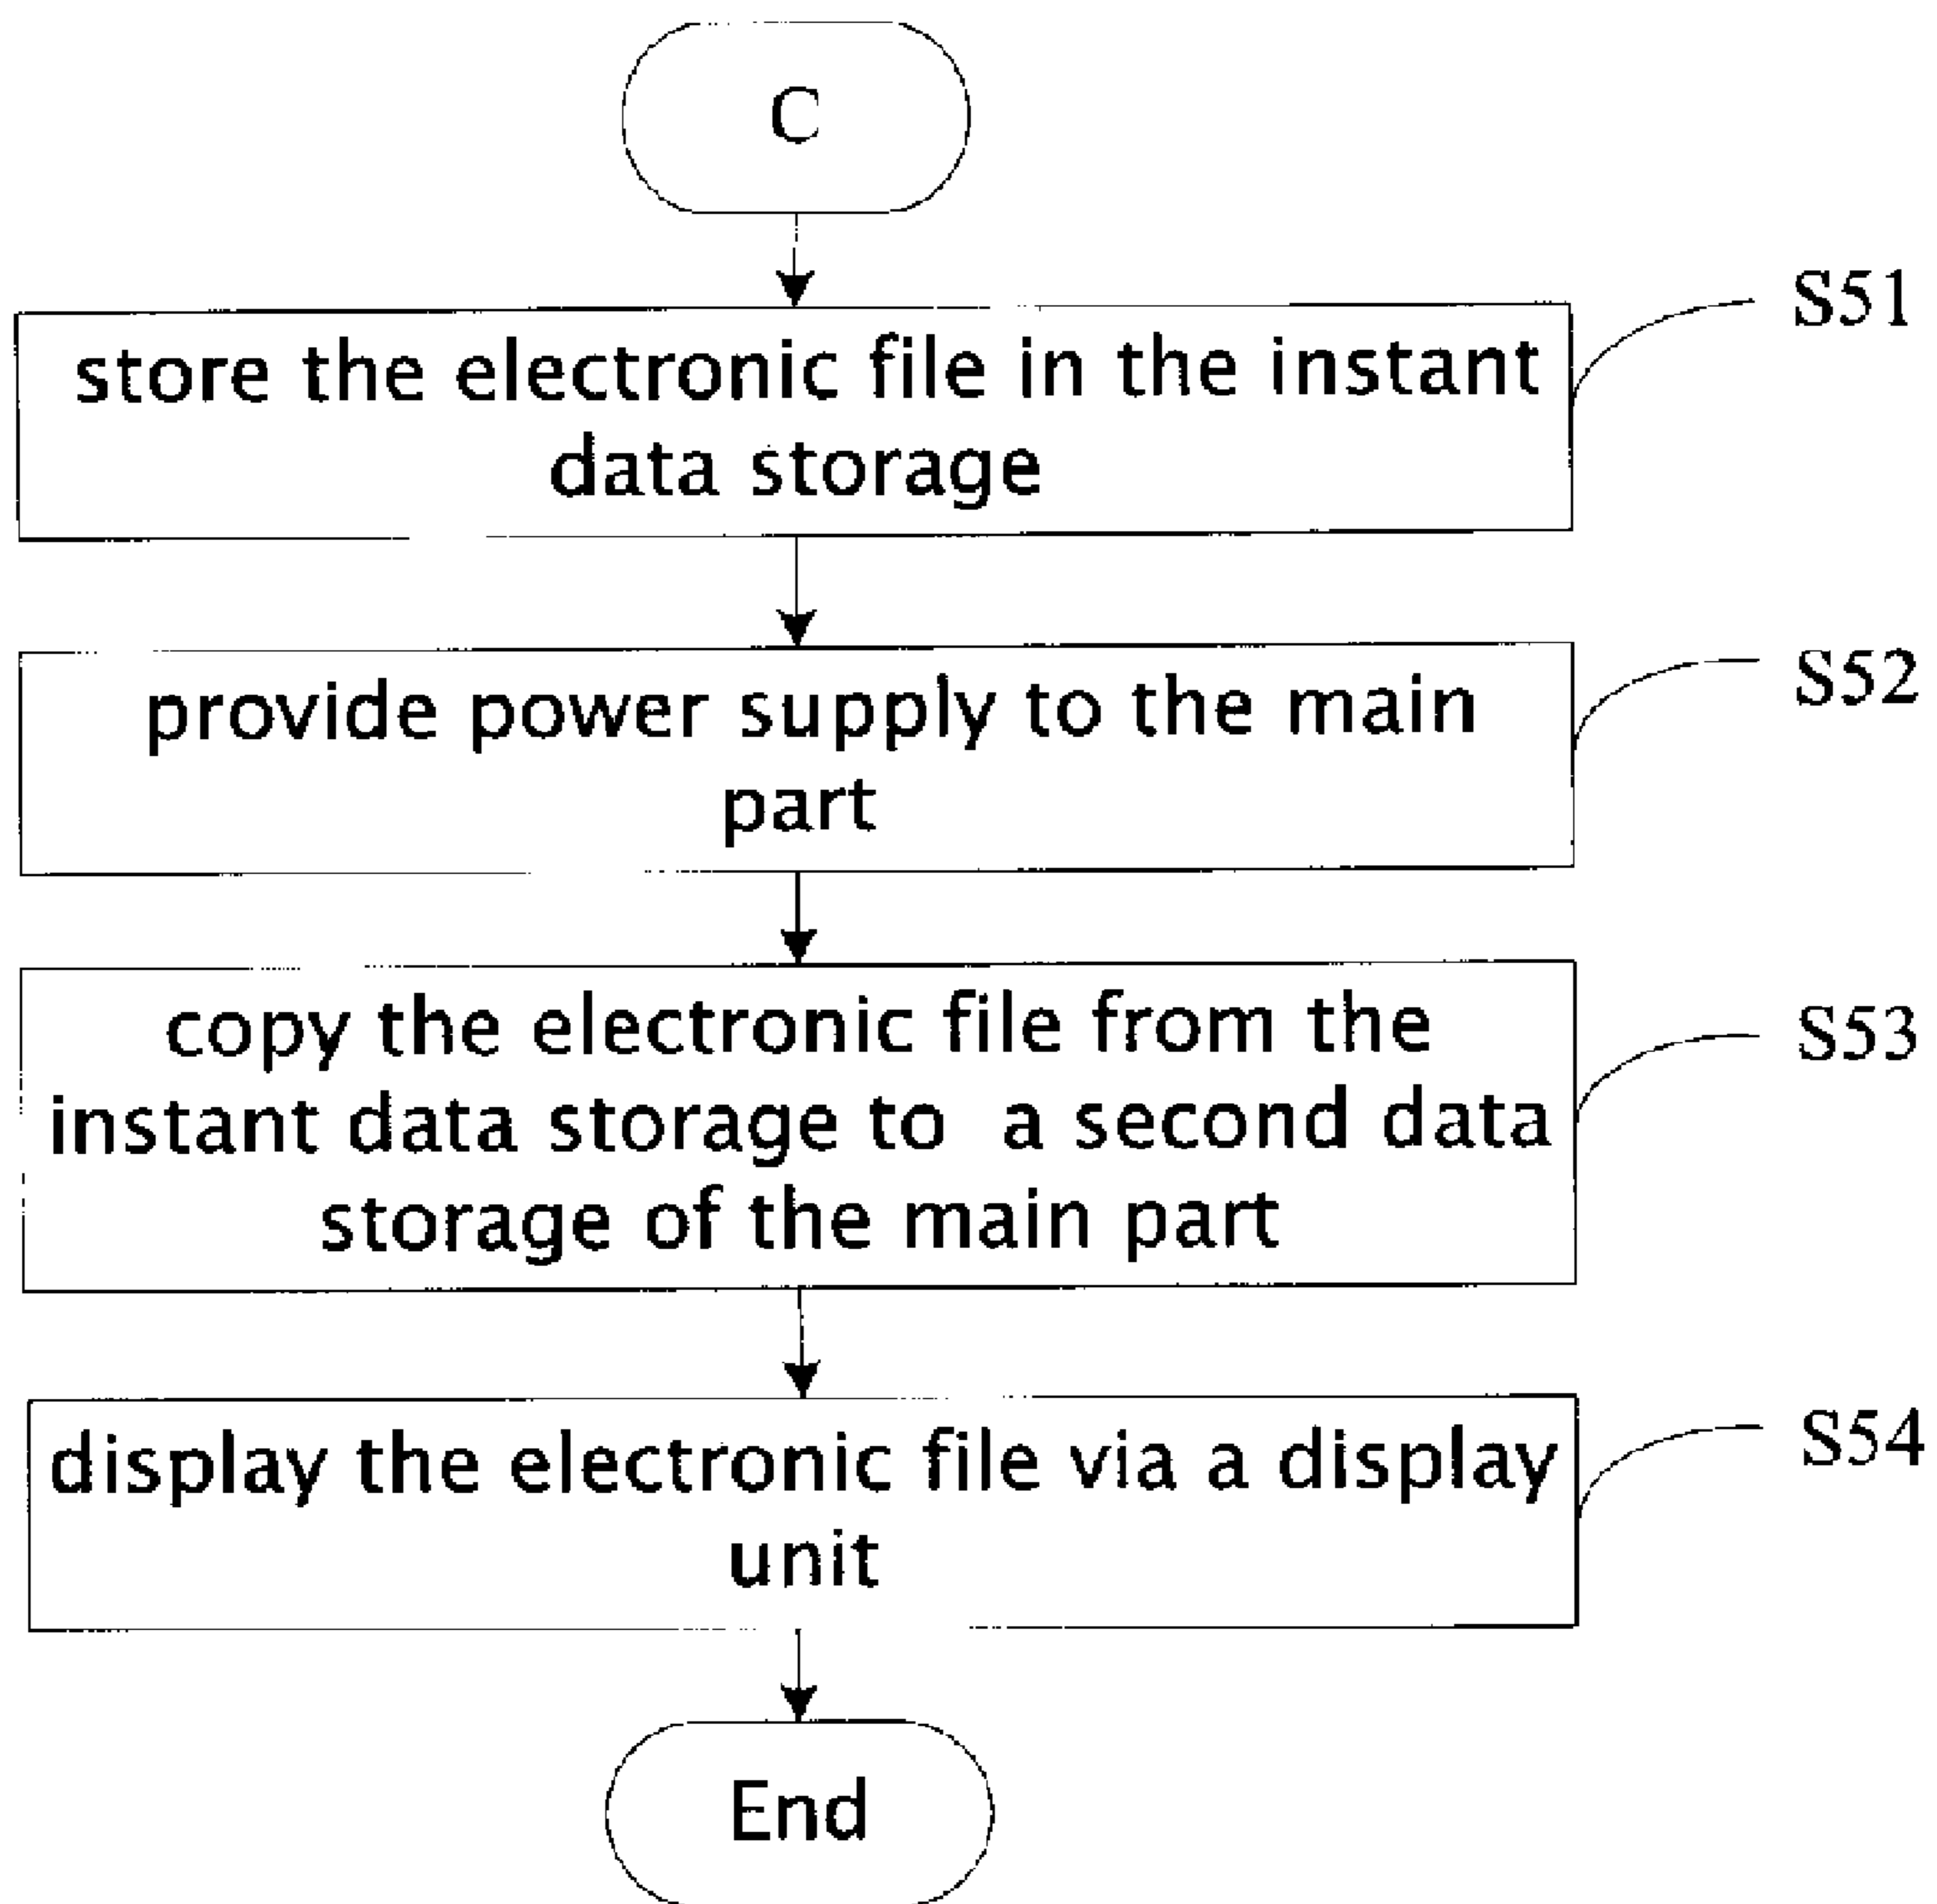 C
S51
store the electronic file in the instant
data storage
S52
provide power supply to the main
part
S53
copy the electronic file from the
instant data storage to a second data
storage of the main part
S54
display the electronic file via a display
unit
End